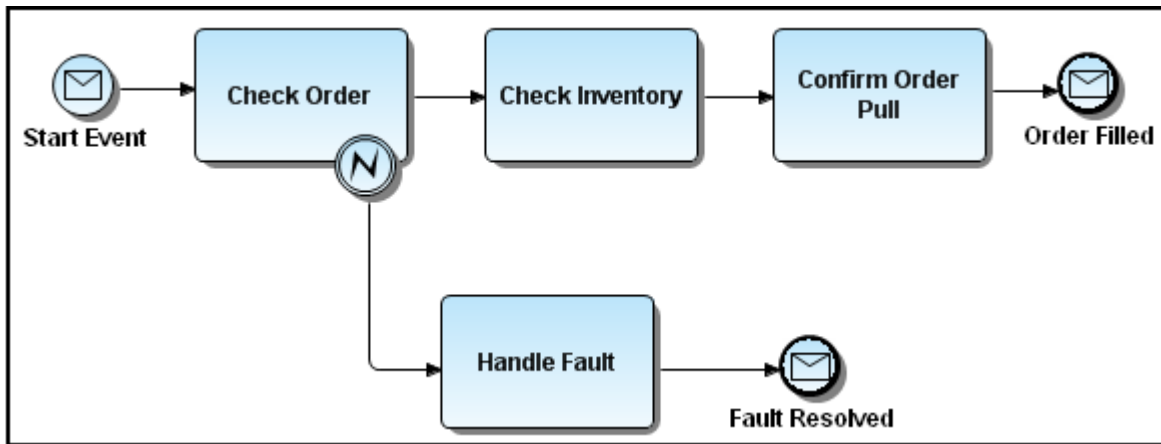 Check Order
Check Inventory
Confirm Order
Pull
Start Event
Order Filled
Handle Fault
Fault Resolved